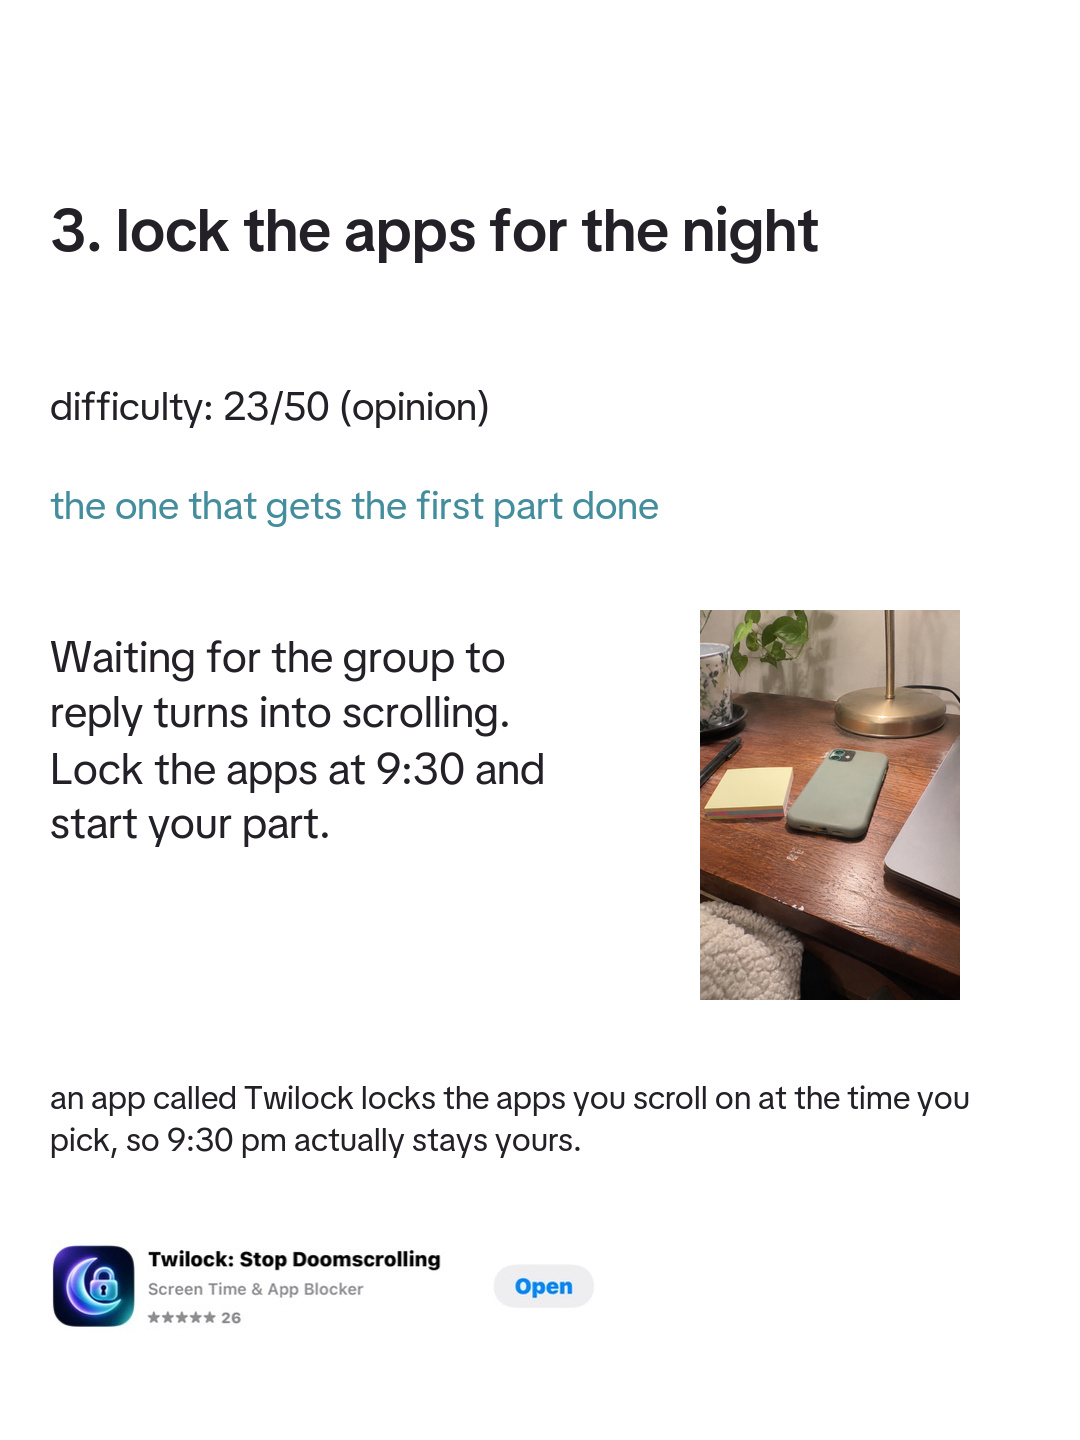 3. lock the apps for the night
difficulty: 23/50 (opinion)
the one that gets the first part done
Waiting for the group to
reply turns into scrolling.
Lock the apps at 9:30 and
start your part.
an app called Twilock locks the apps you scroll on at the time you
pick, so 9:30 pm actually stays yours.
Twilock: Stop Doomscrolling
Screen Time & App Blocker
★★★★★ 26
Open